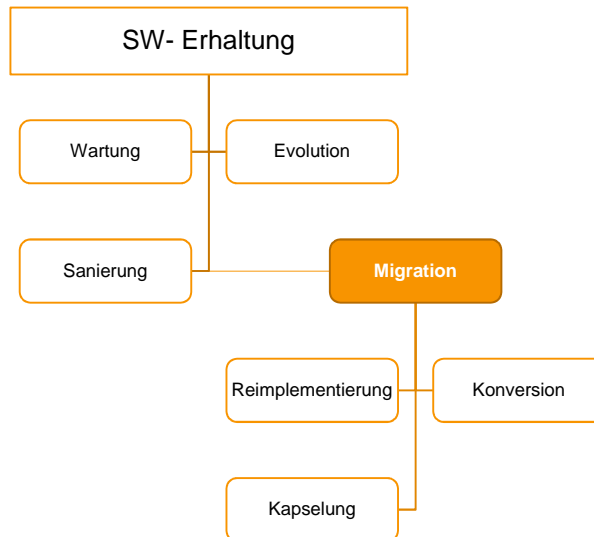 SW- Erhaltung
Wartung
Evolution
Sanierung
Migration
Reimplementierung
Konversion
Kapselung